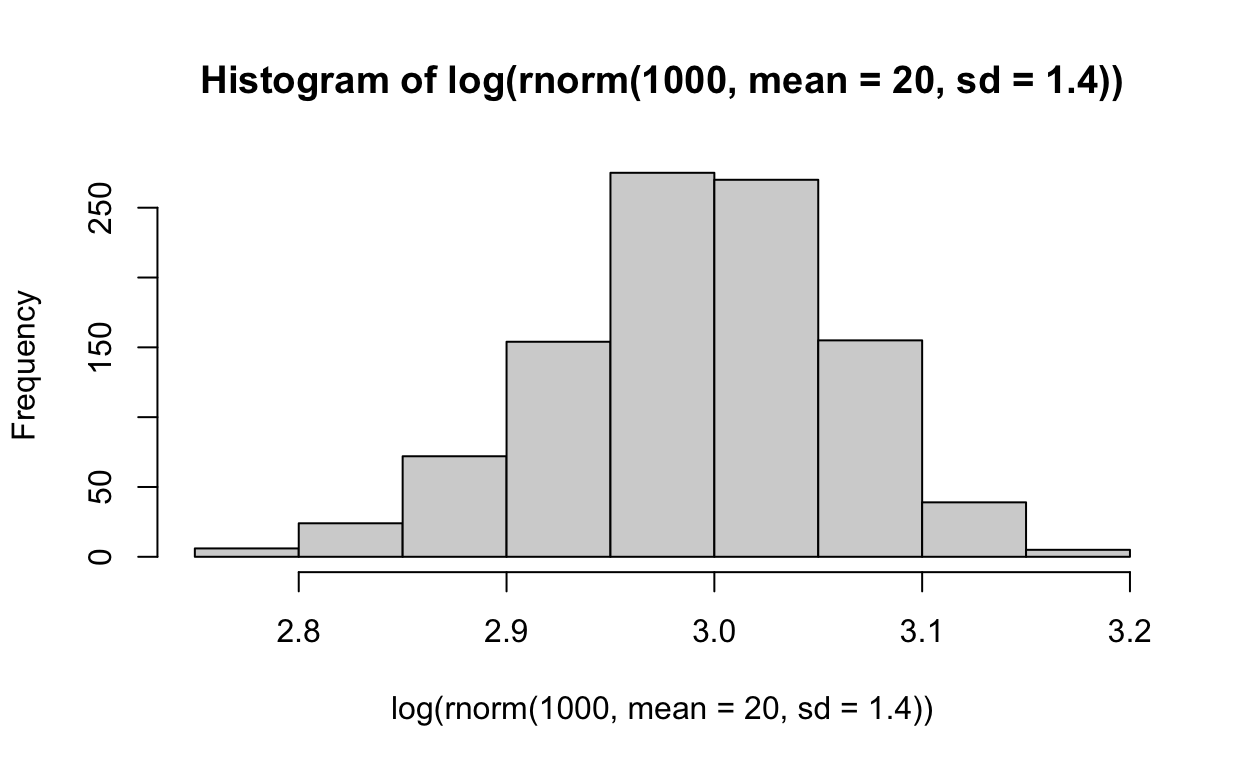 Histogram of log(rnorm(1000, mean = 20, sd = 1.4))
Frequency
250
150
50
0
2.8 2.9 3.0 3.1 3.2
log(rnorm(1000, mean = 20, sd = 1.4))